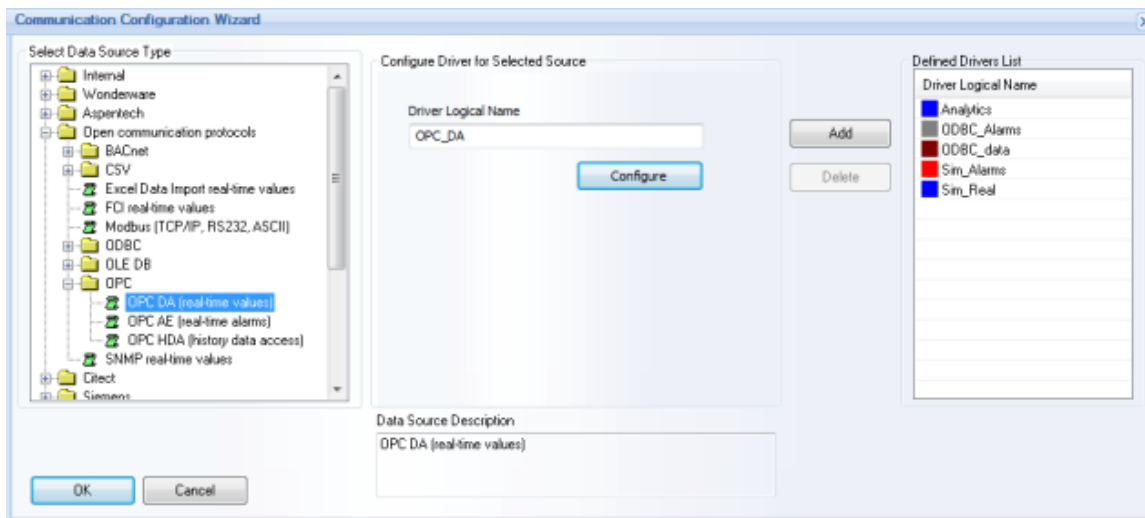 Communication Configuration Wizard
Select Data Source Type
Internal
Wonderware
Aspentech
Open communication protocols
BACnet
CSV
Excel Data Import real-time values
FCI real-time values
Modbus (TCP/IP, RS232, ASCII)
ODBC
OLE DB
OPC
OPC DA (real-time values)
OPC AE (real-time alarms)
OPC HDA (history data access)
SNMP real-time values
Citect
Siemens
OK
Cancel
Configure Driver for Selected Source
Driver Logical Name
OPC_DA
Configure
Data Source Description
OPC DA (real-time values)
Add
Delete
Defined Drivers List
Driver Logical Name
Analytics
ODBC_Alarms
ODBC_data
Sim_Alarms
Sim_Real